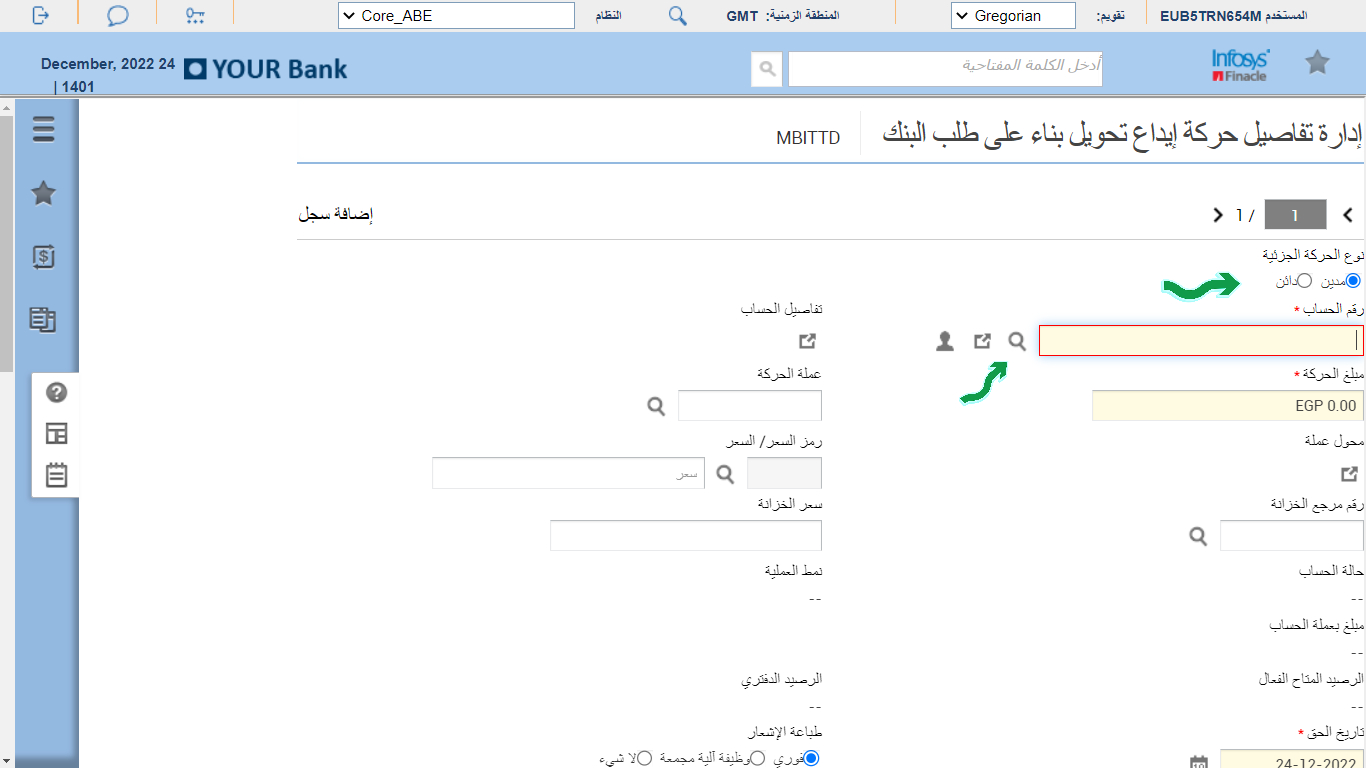 المستخدم EUB5TRN654M تقويم: Gregorian المنطقة الزمنية: GMT النظام Core_ABE
Infosys
Finacle
أدخل الكلمة المفتاحية
YOUR Bank
December, 2022 24
| 1401
إدارة تفاصيل حركة إيداع تحويل بناء على طلب البنك MBITTD
1 / 1 إضافة سجل
نوع الحركة الجزئية
مدين دائن
رقم الحساب * تفاصيل الحساب
مبلغ الحركة * عملة الحركة
EGP 0.00
محول عملة رمز السعر/ السعر
سعر
رقم مرجع الخزانة سعر الخزانة
حالة الحساب نمط العملية
-- --
مبلغ بعملة الحساب
--
الرصيد المتاح الفعال الرصيد الدفتري
-- --
تاريخ الحق * طباعة الإشعار
24-12-2022 فوري وظيفة آلية مجمعة لا شيء